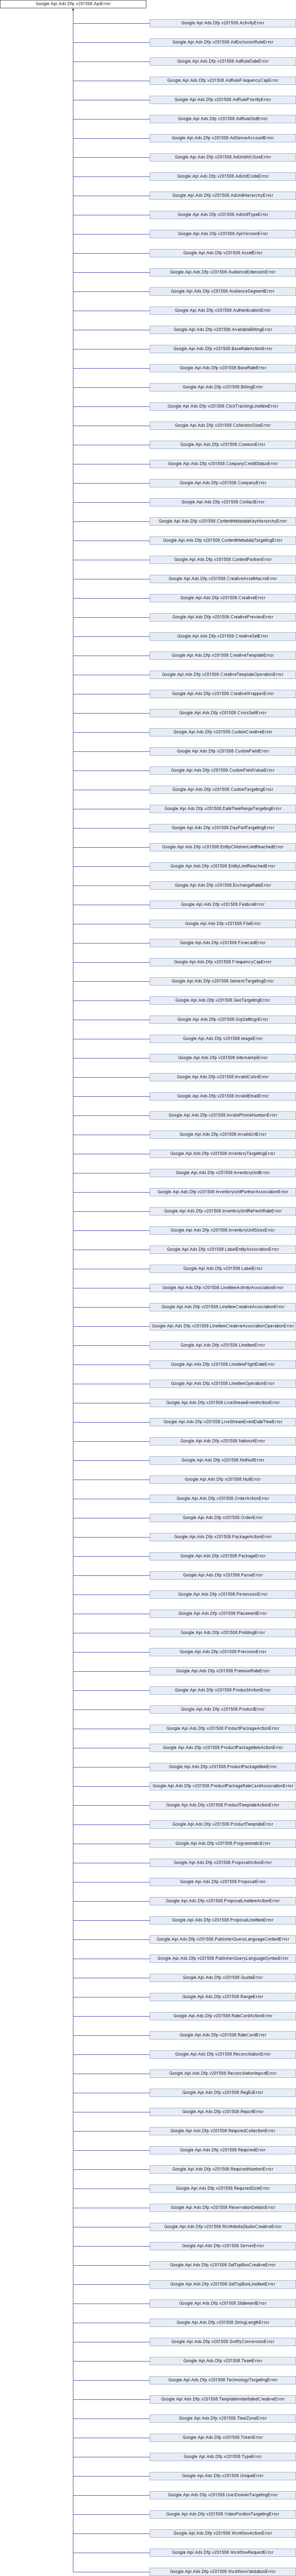 Google.Api.Ads.Dfp.v201508.ApiError
Google.Api.Ads.Dfp.v201508.ActivityError
Google.Api.Ads.Dfp.v201508.AdExclusionRuleError
Google.Api.Ads.Dfp.v201508.AdRuleDateError
Google.Api.Ads.Dfp.v201508.AdRuleFrequencyCapError
Google.Api.Ads.Dfp.v201508.AdRulePriorityError
Google.Api.Ads.Dfp.v201508.AdRuleSlotError
Google.Api.Ads.Dfp.v201508.AdSenseAccountError
Google.Api.Ads.Dfp.v201508.AdUnitAfcSizeError
Google.Api.Ads.Dfp.v201508.AdUnitCodeError
Google.Api.Ads.Dfp.v201508.AdUnitHierarchyError
Google.Api.Ads.Dfp.v201508.AdUnitTypeError
Google.Api.Ads.Dfp.v201508.ApiVersionError
Google.Api.Ads.Dfp.v201508.AssetError
Google.Api.Ads.Dfp.v201508.AudienceExtensionError
Google.Api.Ads.Dfp.v201508.AudienceSegmentError
Google.Api.Ads.Dfp.v201508.AuthenticationError
Google.Api.Ads.Dfp.v201508.AvailableBillingError
Google.Api.Ads.Dfp.v201508.BaseRateActionError
Google.Api.Ads.Dfp.v201508.BaseRateError
Google.Api.Ads.Dfp.v201508.BillingError
Google.Api.Ads.Dfp.v201508.ClickTrackingLineItemError
Google.Api.Ads.Dfp.v201508.CollectionSizeError
Google.Api.Ads.Dfp.v201508.CommonError
Google.Api.Ads.Dfp.v201508.CompanyCreditStatusError
Google.Api.Ads.Dfp.v201508.CompanyError
Google.Api.Ads.Dfp.v201508.ContactError
Google.Api.Ads.Dfp.v201508.ContentMetadataKeyHierarchyError
Google.Api.Ads.Dfp.v201508.ContentMetadataTargetingError
Google.Api.Ads.Dfp.v201508.ContentPartnerError
Google.Api.Ads.Dfp.v201508.CreativeAssetMacroError
Google.Api.Ads.Dfp.v201508.CreativeError
Google.Api.Ads.Dfp.v201508.CreativePreviewError
Google.Api.Ads.Dfp.v201508.CreativeSetError
Google.Api.Ads.Dfp.v201508.CreativeTemplateError
Google.Api.Ads.Dfp.v201508.CreativeTemplateOperationError
Google.Api.Ads.Dfp.v201508.CreativeWrapperError
Google.Api.Ads.Dfp.v201508.CrossSellError
Google.Api.Ads.Dfp.v201508.CustomCreativeError
Google.Api.Ads.Dfp.v201508.CustomFieldError
Google.Api.Ads.Dfp.v201508.CustomFieldValueError
Google.Api.Ads.Dfp.v201508.CustomTargetingError
Google.Api.Ads.Dfp.v201508.DateTimeRangeTargetingError
Google.Api.Ads.Dfp.v201508.DayPartTargetingError
Google.Api.Ads.Dfp.v201508.EntityChildrenLimitReachedError
Google.Api.Ads.Dfp.v201508.EntityLimitReachedError
Google.Api.Ads.Dfp.v201508.ExchangeRateError
Google.Api.Ads.Dfp.v201508.FeatureError
Google.Api.Ads.Dfp.v201508.FileError
Google.Api.Ads.Dfp.v201508.ForecastError
Google.Api.Ads.Dfp.v201508.FrequencyCapError
Google.Api.Ads.Dfp.v201508.GenericTargetingError
Google.Api.Ads.Dfp.v201508.GeoTargetingError
Google.Api.Ads.Dfp.v201508.GrpSettingsError
Google.Api.Ads.Dfp.v201508.ImageError
Google.Api.Ads.Dfp.v201508.InternalApiError
Google.Api.Ads.Dfp.v201508.InvalidColorError
Google.Api.Ads.Dfp.v201508.InvalidEmailError
Google.Api.Ads.Dfp.v201508.InvalidPhoneNumberError
Google.Api.Ads.Dfp.v201508.InvalidUrlError
Google.Api.Ads.Dfp.v201508.InventoryTargetingError
Google.Api.Ads.Dfp.v201508.InventoryUnitError
Google.Api.Ads.Dfp.v201508.InventoryUnitPartnerAssociationError
Google.Api.Ads.Dfp.v201508.InventoryUnitRefreshRateError
Google.Api.Ads.Dfp.v201508.InventoryUnitSizesError
Google.Api.Ads.Dfp.v201508.LabelEntityAssociationError
Google.Api.Ads.Dfp.v201508.LabelError
Google.Api.Ads.Dfp.v201508.LineItemActivityAssociationError
Google.Api.Ads.Dfp.v201508.LineItemCreativeAssociationError
Google.Api.Ads.Dfp.v201508.LineItemCreativeAssociationOperationError
Google.Api.Ads.Dfp.v201508.LineItemError
Google.Api.Ads.Dfp.v201508.LineItemFlightDateError
Google.Api.Ads.Dfp.v201508.LineItemOperationError
Google.Api.Ads.Dfp.v201508.LiveStreamEventActionError
Google.Api.Ads.Dfp.v201508.LiveStreamEventDateTimeError
Google.Api.Ads.Dfp.v201508.NetworkError
Google.Api.Ads.Dfp.v201508.NotNullError
Google.Api.Ads.Dfp.v201508.NullError
Google.Api.Ads.Dfp.v201508.OrderActionError
Google.Api.Ads.Dfp.v201508.OrderError
Google.Api.Ads.Dfp.v201508.PackageActionError
Google.Api.Ads.Dfp.v201508.PackageError
Google.Api.Ads.Dfp.v201508.ParseError
Google.Api.Ads.Dfp.v201508.PermissionError
Google.Api.Ads.Dfp.v201508.PlacementError
Google.Api.Ads.Dfp.v201508.PoddingError
Google.Api.Ads.Dfp.v201508.PrecisionError
Google.Api.Ads.Dfp.v201508.PremiumRateError
Google.Api.Ads.Dfp.v201508.ProductActionError
Google.Api.Ads.Dfp.v201508.ProductError
Google.Api.Ads.Dfp.v201508.ProductPackageActionError
Google.Api.Ads.Dfp.v201508.ProductPackageItemActionError
Google.Api.Ads.Dfp.v201508.ProductPackageItemError
Google.Api.Ads.Dfp.v201508.ProductPackageRateCardAssociationError
Google.Api.Ads.Dfp.v201508.ProductTemplateActionError
Google.Api.Ads.Dfp.v201508.ProductTemplateError
Google.Api.Ads.Dfp.v201508.ProgrammaticError
Google.Api.Ads.Dfp.v201508.ProposalActionError
Google.Api.Ads.Dfp.v201508.ProposalError
Google.Api.Ads.Dfp.v201508.ProposalLineItemActionError
Google.Api.Ads.Dfp.v201508.ProposalLineItemError
Google.Api.Ads.Dfp.v201508.PublisherQueryLanguageContextError
Google.Api.Ads.Dfp.v201508.PublisherQueryLanguageSyntaxError
Google.Api.Ads.Dfp.v201508.QuotaError
Google.Api.Ads.Dfp.v201508.RangeError
Google.Api.Ads.Dfp.v201508.RateCardActionError
Google.Api.Ads.Dfp.v201508.RateCardError
Google.Api.Ads.Dfp.v201508.ReconciliationError
Google.Api.Ads.Dfp.v201508.ReconciliationImportError
Google.Api.Ads.Dfp.v201508.RegExError
Google.Api.Ads.Dfp.v201508.ReportError
Google.Api.Ads.Dfp.v201508.RequiredCollectionError
Google.Api.Ads.Dfp.v201508.RequiredError
Google.Api.Ads.Dfp.v201508.RequiredNumberError
Google.Api.Ads.Dfp.v201508.RequiredSizeError
Google.Api.Ads.Dfp.v201508.ReservationDetailsError
Google.Api.Ads.Dfp.v201508.RichMediaStudioCreativeError
Google.Api.Ads.Dfp.v201508.ServerError
Google.Api.Ads.Dfp.v201508.SetTopBoxCreativeError
Google.Api.Ads.Dfp.v201508.SetTopBoxLineItemError
Google.Api.Ads.Dfp.v201508.StatementError
Google.Api.Ads.Dfp.v201508.StringLengthError
Google.Api.Ads.Dfp.v201508.SwiffyConversionError
Google.Api.Ads.Dfp.v201508.TeamError
Google.Api.Ads.Dfp.v201508.TechnologyTargetingError
Google.Api.Ads.Dfp.v201508.TemplateInstantiatedCreativeError
Google.Api.Ads.Dfp.v201508.TimeZoneError
Google.Api.Ads.Dfp.v201508.TokenError
Google.Api.Ads.Dfp.v201508.TypeError
Google.Api.Ads.Dfp.v201508.UniqueError
Google.Api.Ads.Dfp.v201508.UserDomainTargetingError
Google.Api.Ads.Dfp.v201508.VideoPositionTargetingError
Google.Api.Ads.Dfp.v201508.WorkflowActionError
Google.Api.Ads.Dfp.v201508.WorkflowRequestError
Google.Api.Ads.Dfp.v201508.WorkflowValidationError